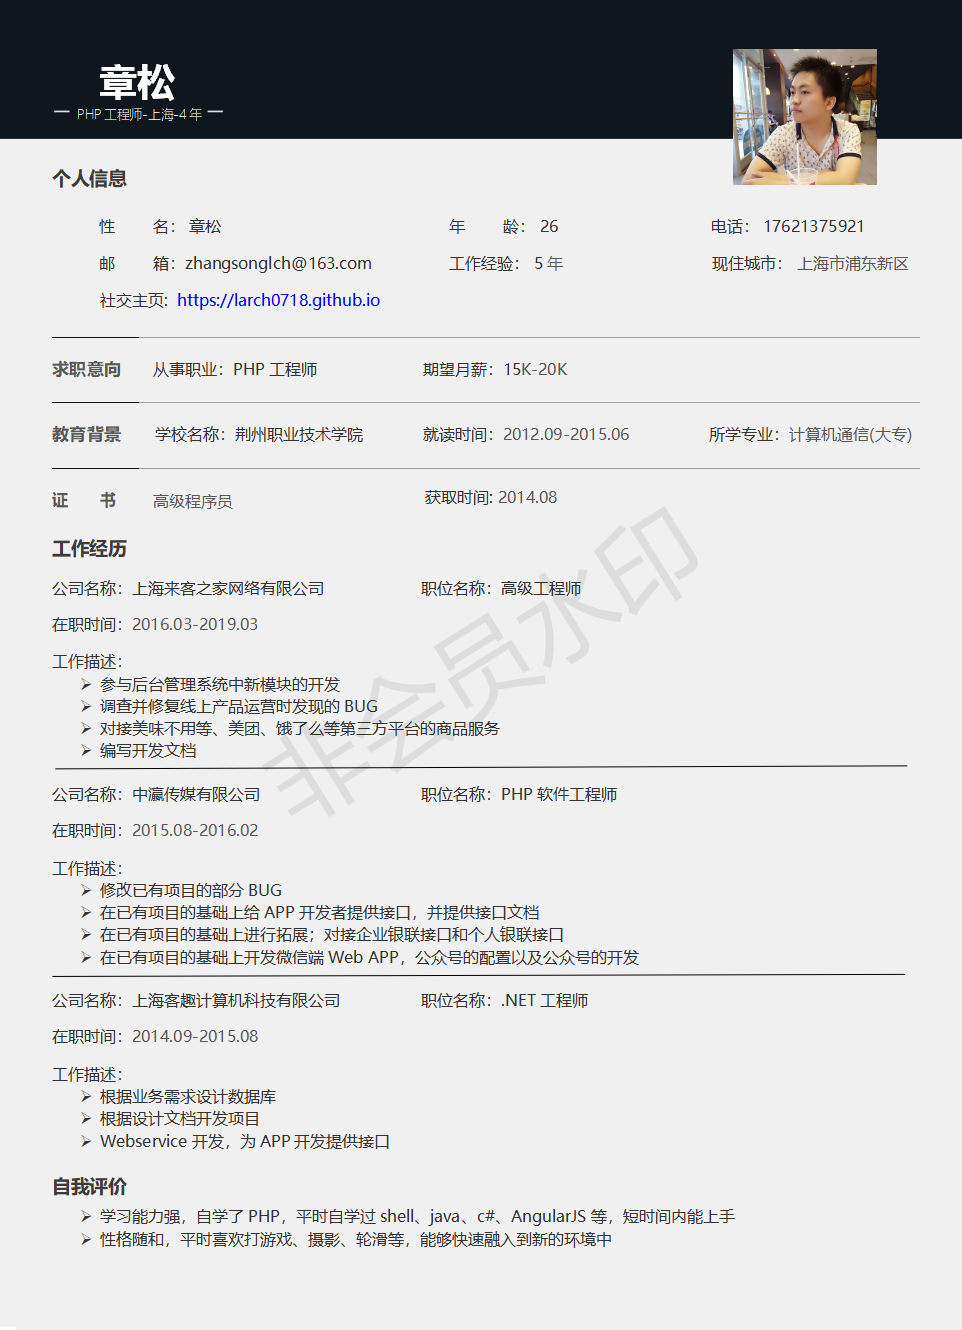 章松
PHP 工程师-上海-4 年
个人信息
姓 名： 章松 年 龄： 26 电话： 17621375921
邮 箱：zhangsonglch@163.com 工作经验： 5 年 现住城市： 上海市浦东新区
社交主页: https://larch0718.github.io
求职意向 从事职业：PHP 工程师 期望月薪：15K-20K
教育背景 学校名称：荆州职业技术学院 就读时间：2012.09-2015.06 所学专业：计算机通信(大专)
证 书 高级程序员 获取时间: 2014.08
工作经历
公司名称：上海来客之家网络有限公司 职位名称：高级工程师
在职时间：2016.03-2019.03
工作描述：
➢ 参与后台管理系统中新模块的开发
➢ 调查并修复线上产品运营时发现的 BUG
➢ 对接美味不用等、美团、饿了么等第三方平台的商品服务
➢ 编写开发文档
非会员水印
公司名称：中瀛传媒有限公司 职位名称：PHP 软件工程师
在职时间：2015.08-2016.02
工作描述：
➢ 修改已有项目的部分 BUG
➢ 在已有项目的基础上给 APP 开发者提供接口，并提供接口文档
➢ 在已有项目的基础上进行拓展；对接企业银联接口和个人银联接口
➢ 在已有项目的基础上开发微信端 Web APP，公众号的配置以及公众号的开发
公司名称：上海客趣计算机科技有限公司 职位名称：.NET 工程师
在职时间：2014.09-2015.08
工作描述：
➢ 根据业务需求设计数据库
➢ 根据设计文档开发项目
➢ Webservice 开发，为 APP 开发提供接口
自我评价
➢ 学习能力强，自学了 PHP，平时自学过 shell、java、c#、AngularJS 等，短时间内能上手
➢ 性格随和，平时喜欢打游戏、摄影、轮滑等，能够快速融入到新的环境中